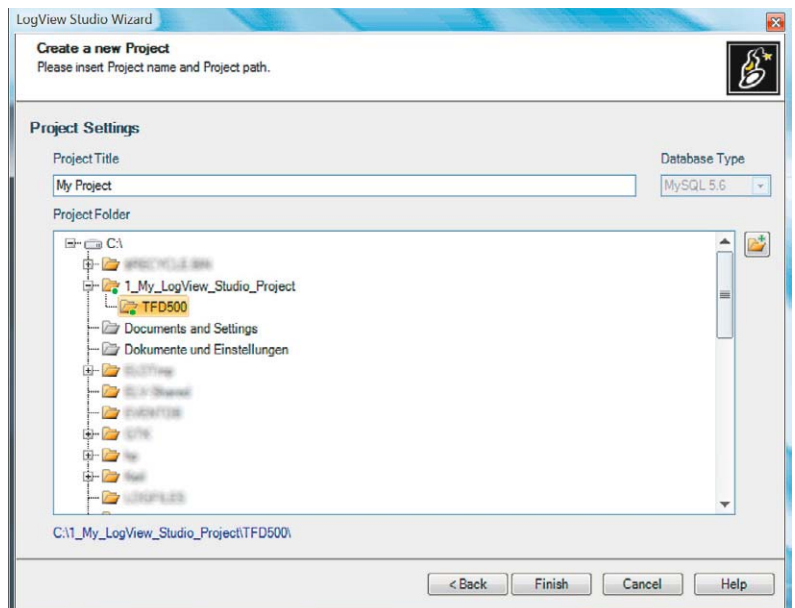 LogView Studio Wizard
Create a new Project
Please insert Project name and Project path.
Project Settings
Project Title
Database Type
My Project
MySQL 5.6
Project Folder
C:\
1_My_LogView_Studio_Project
TFD500
Documents and Settings
Dokumente und Einstellungen
C:\1_My_LogView_Studio_Project\TFD500\
< Back
Finish
Cancel
Help